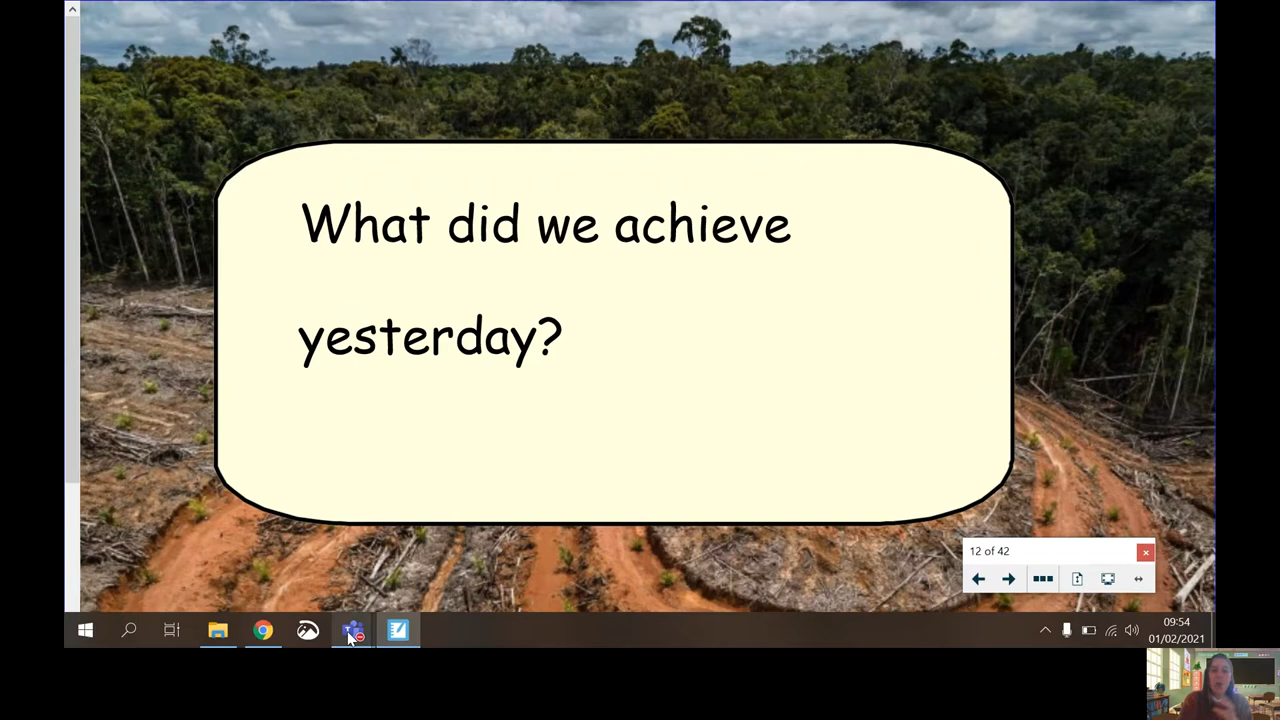 What did we achieve
yesterday?
12 of 42
09:54
01/02/2021